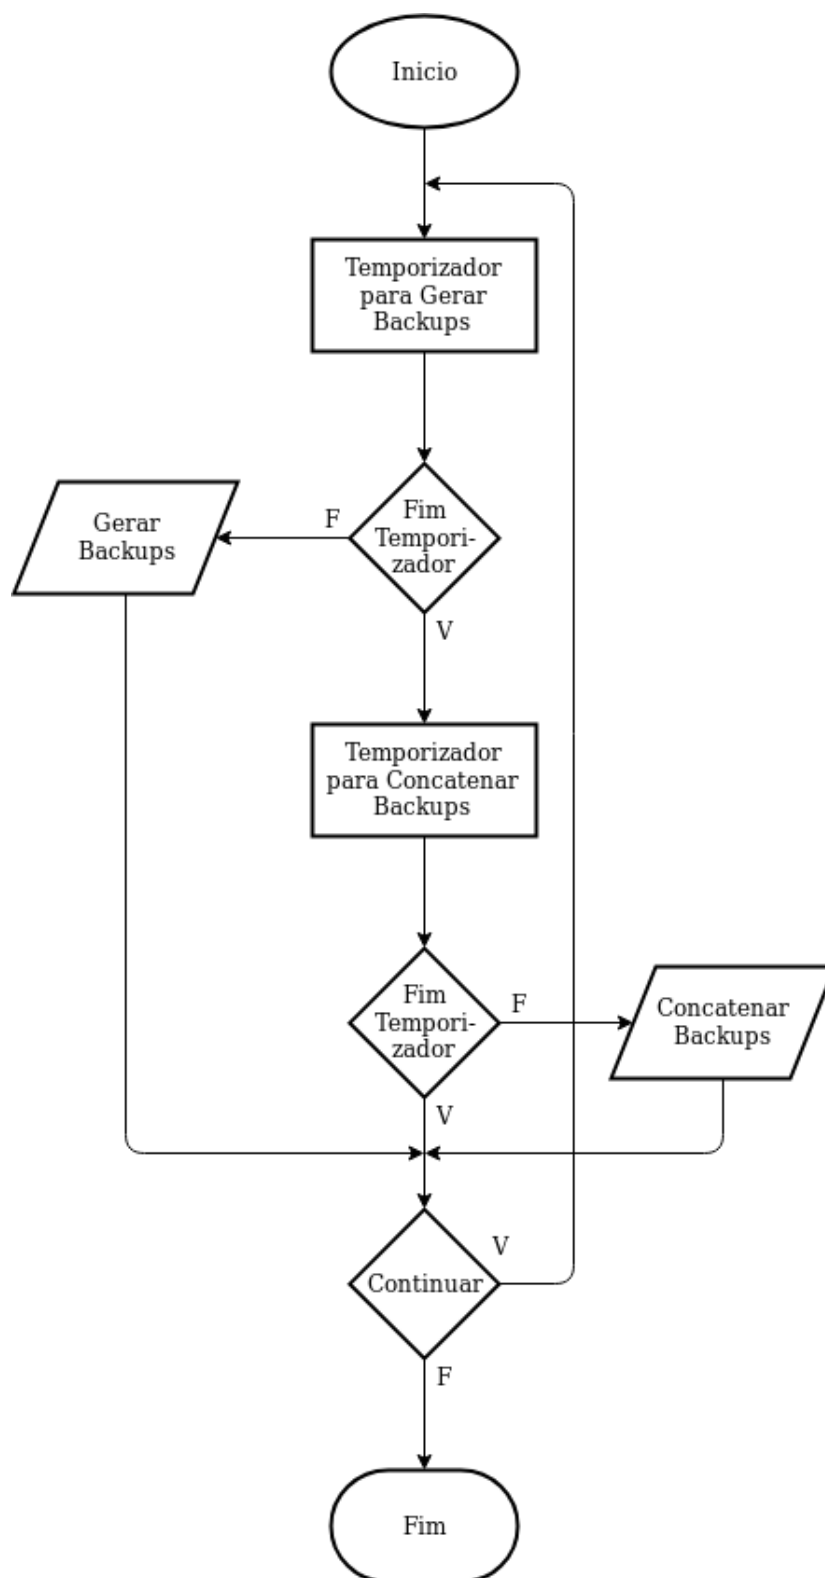 Inicio
Temporizador
para Gerar
Backups
Fim
Tempori-
zador
F
Gerar
Backups
V
Temporizador
para Concatenar
Backups
Fim
Tempori-
zador
F
Concatenar
Backups
V
Continuar
V
F
Fim